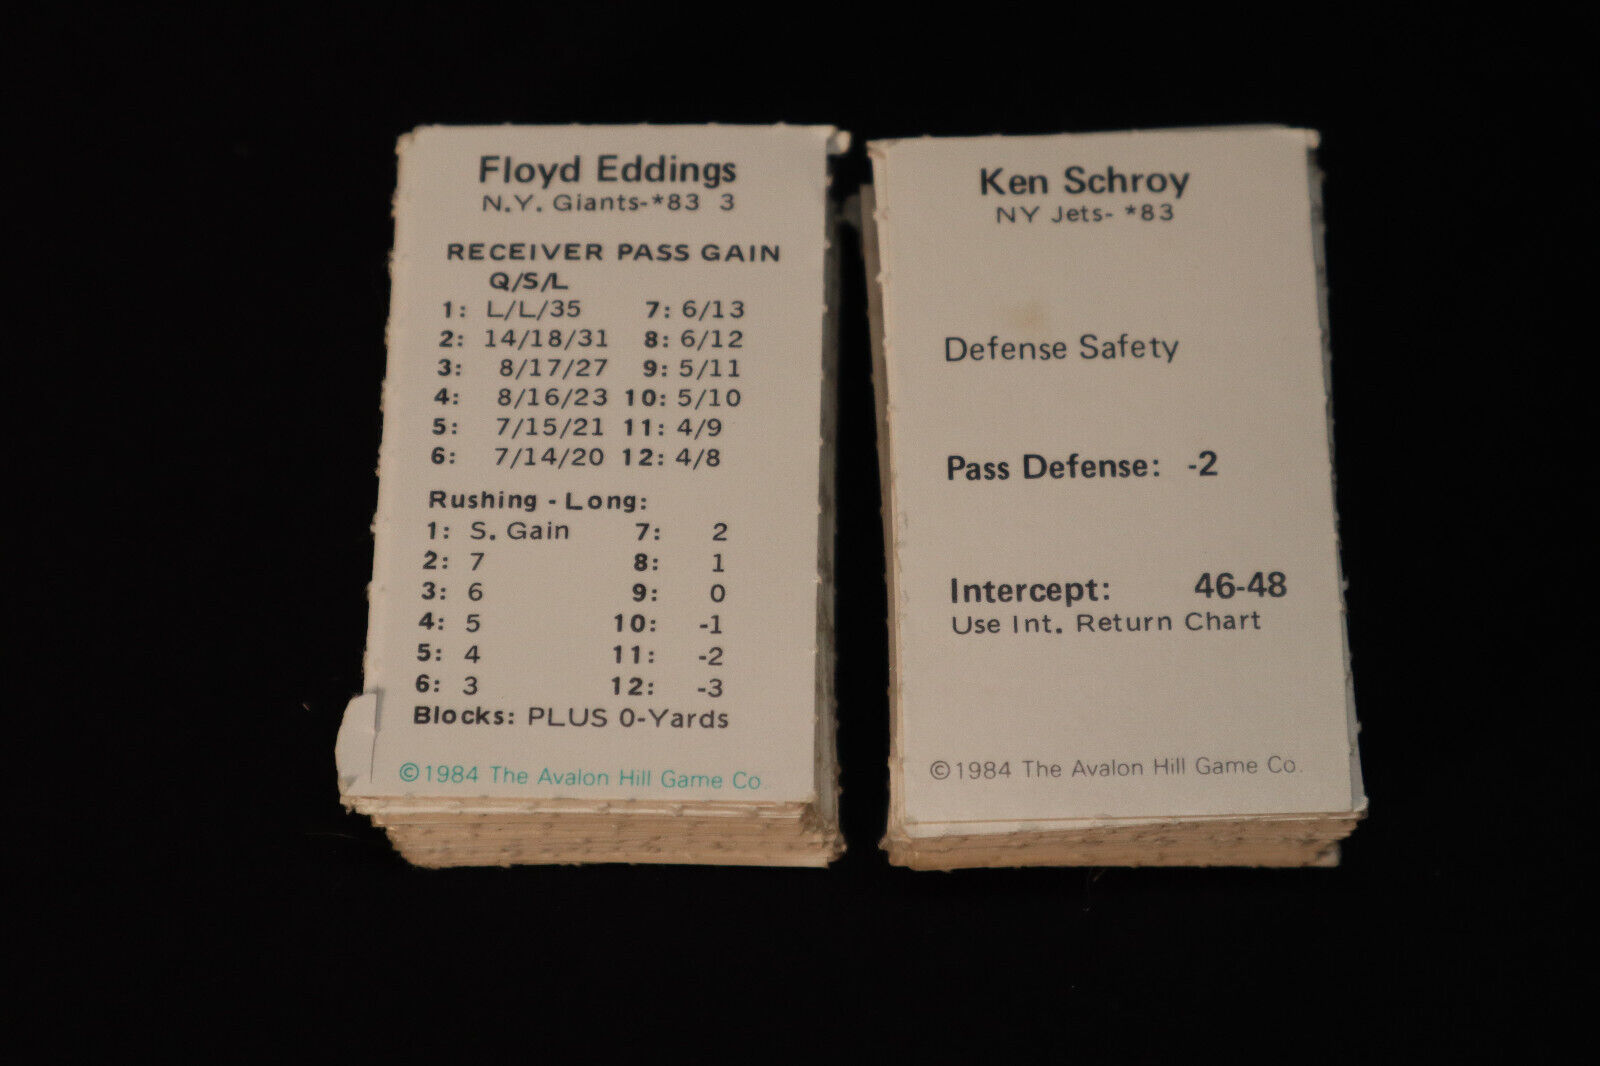 Floyd Eddings
N.Y. Giants-*83 3
RECEIVER PASS GAIN
Q/S/L
1: L/L/35 7: 6/13
2: 14/18/31 8: 6/12
3: 8/17/27 9: 5/11
4: 8/16/23 10: 5/10
5: 7/15/21 11: 4/9
6: 7/14/20 12: 4/8
Rushing - Long:
1: S. Gain 7: 2
2: 7 8: 1
3: 6 9: 0
4: 5 10: -1
5: 4 11: -2
6: 3 12: -3
Blocks: PLUS 0-Yards
©1984 The Avalon Hill Game Co.
Ken Schroy
NY Jets- *83
Defense Safety
Pass Defense: -2
Intercept: 46-48
Use Int. Return Chart
©1984 The Avalon Hill Game Co.